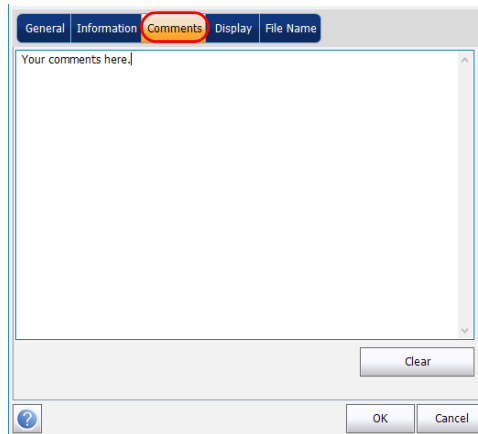 General Information Comments Display File Name
Your comments here.
Clear
? OK Cancel